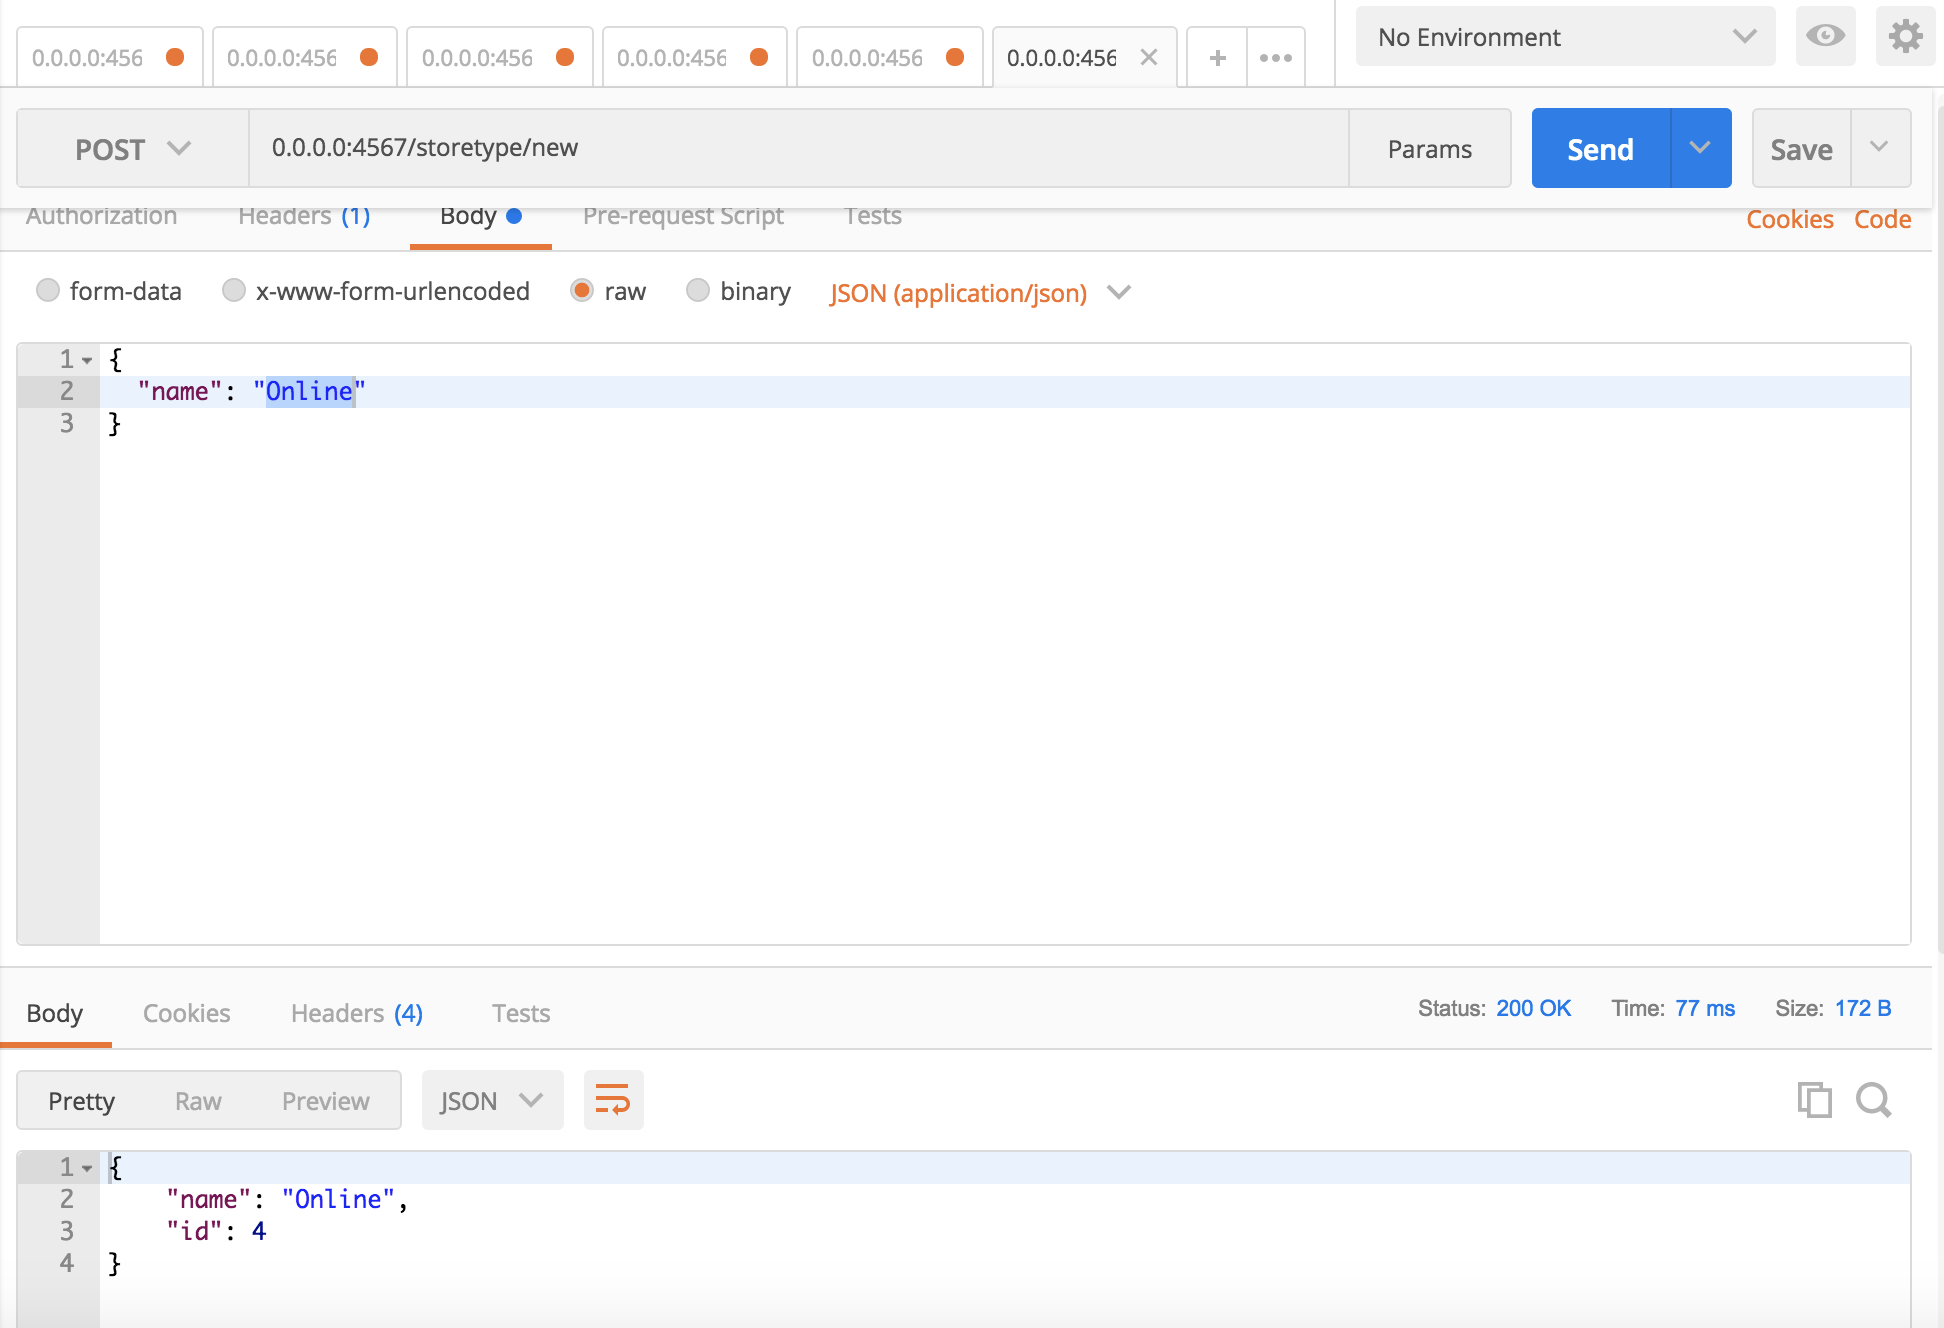 0.0.0.0:456 0.0.0.0:456 0.0.0.0:456 0.0.0.0:456 0.0.0.0:456 0.0.0.0:456 No Environment
POST 0.0.0.0:4567/storetype/new Params Send Save
Authorization Headers (1) Body Pre-request Script Tests Cookies Code
form-data x-www-form-urlencoded raw binary JSON (application/json)
1 {
2 "name": "Online"
3 }
Body Cookies Headers (4) Tests Status: 200 OK Time: 77 ms Size: 172 B
Pretty Raw Preview JSON
1 {
2 "name": "Online",
3 "id": 4
4 }